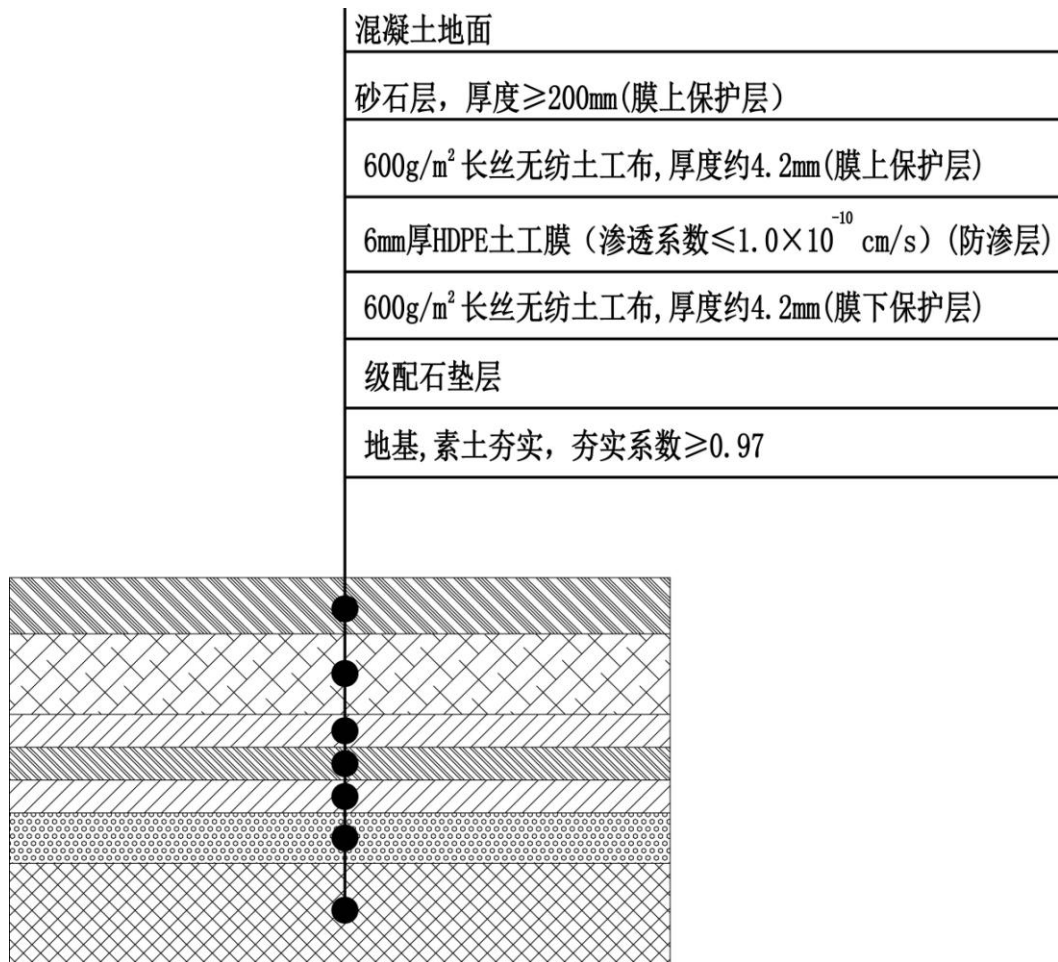 混凝土地面
砂石层，厚度≥200mm(膜上保护层）
600g/m² 长丝无纺土工布,厚度约4.2mm(膜上保护层)
6mm厚HDPE土工膜（渗透系数≤1.0×10⁻¹⁰ cm/s）(防渗层)
600g/m² 长丝无纺土工布,厚度约4.2mm(膜下保护层)
级配石垫层
地基,素土夯实，夯实系数≥0.97